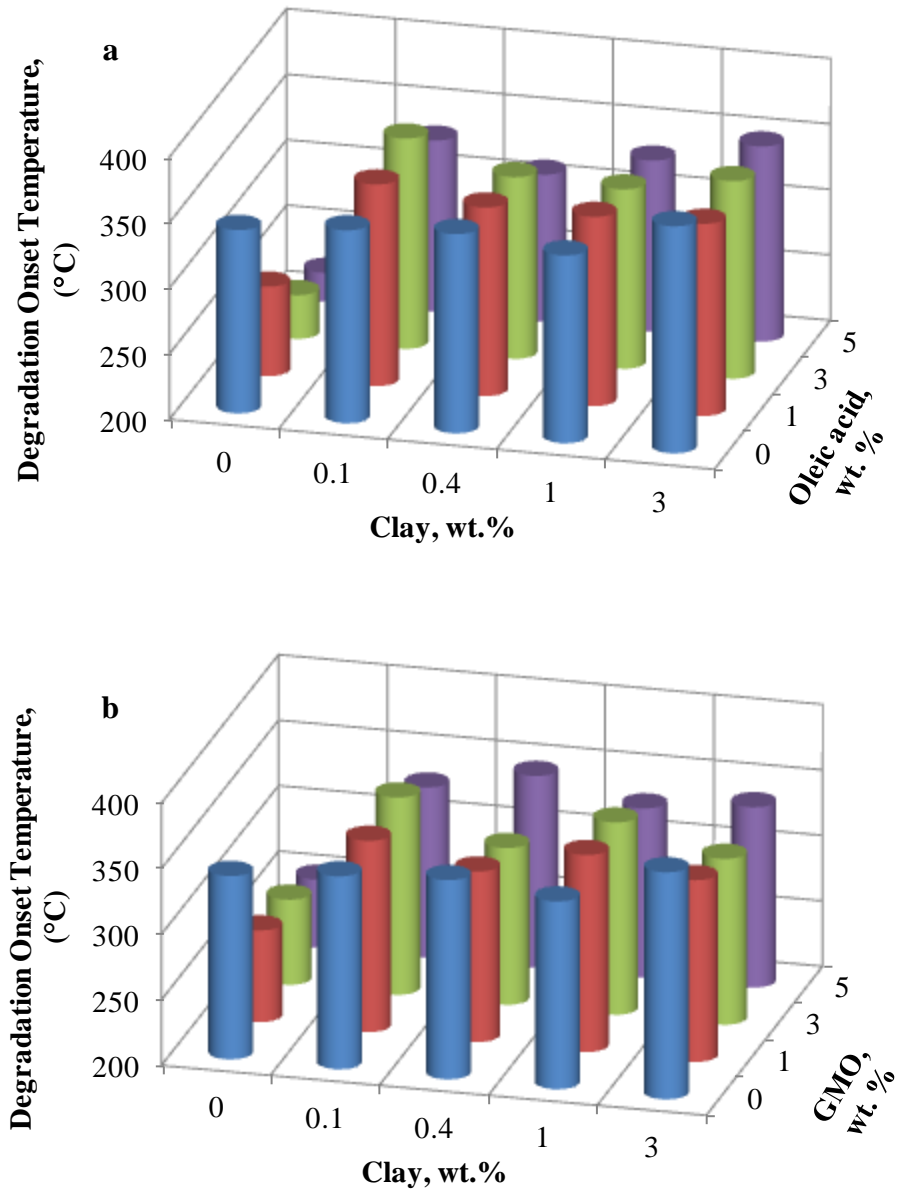 a
Degradation Onset Temperature,
(°C)
400
350
300
250
200
0
0.1
0.4
1
3
Clay, wt.%
0
1
3
5
Oleic acid,
wt. %
b
Degradation Onset Temperature,
(°C)
400
350
300
250
200
0
0.1
0.4
1
3
Clay, wt.%
0
1
3
5
GMO,
wt. %